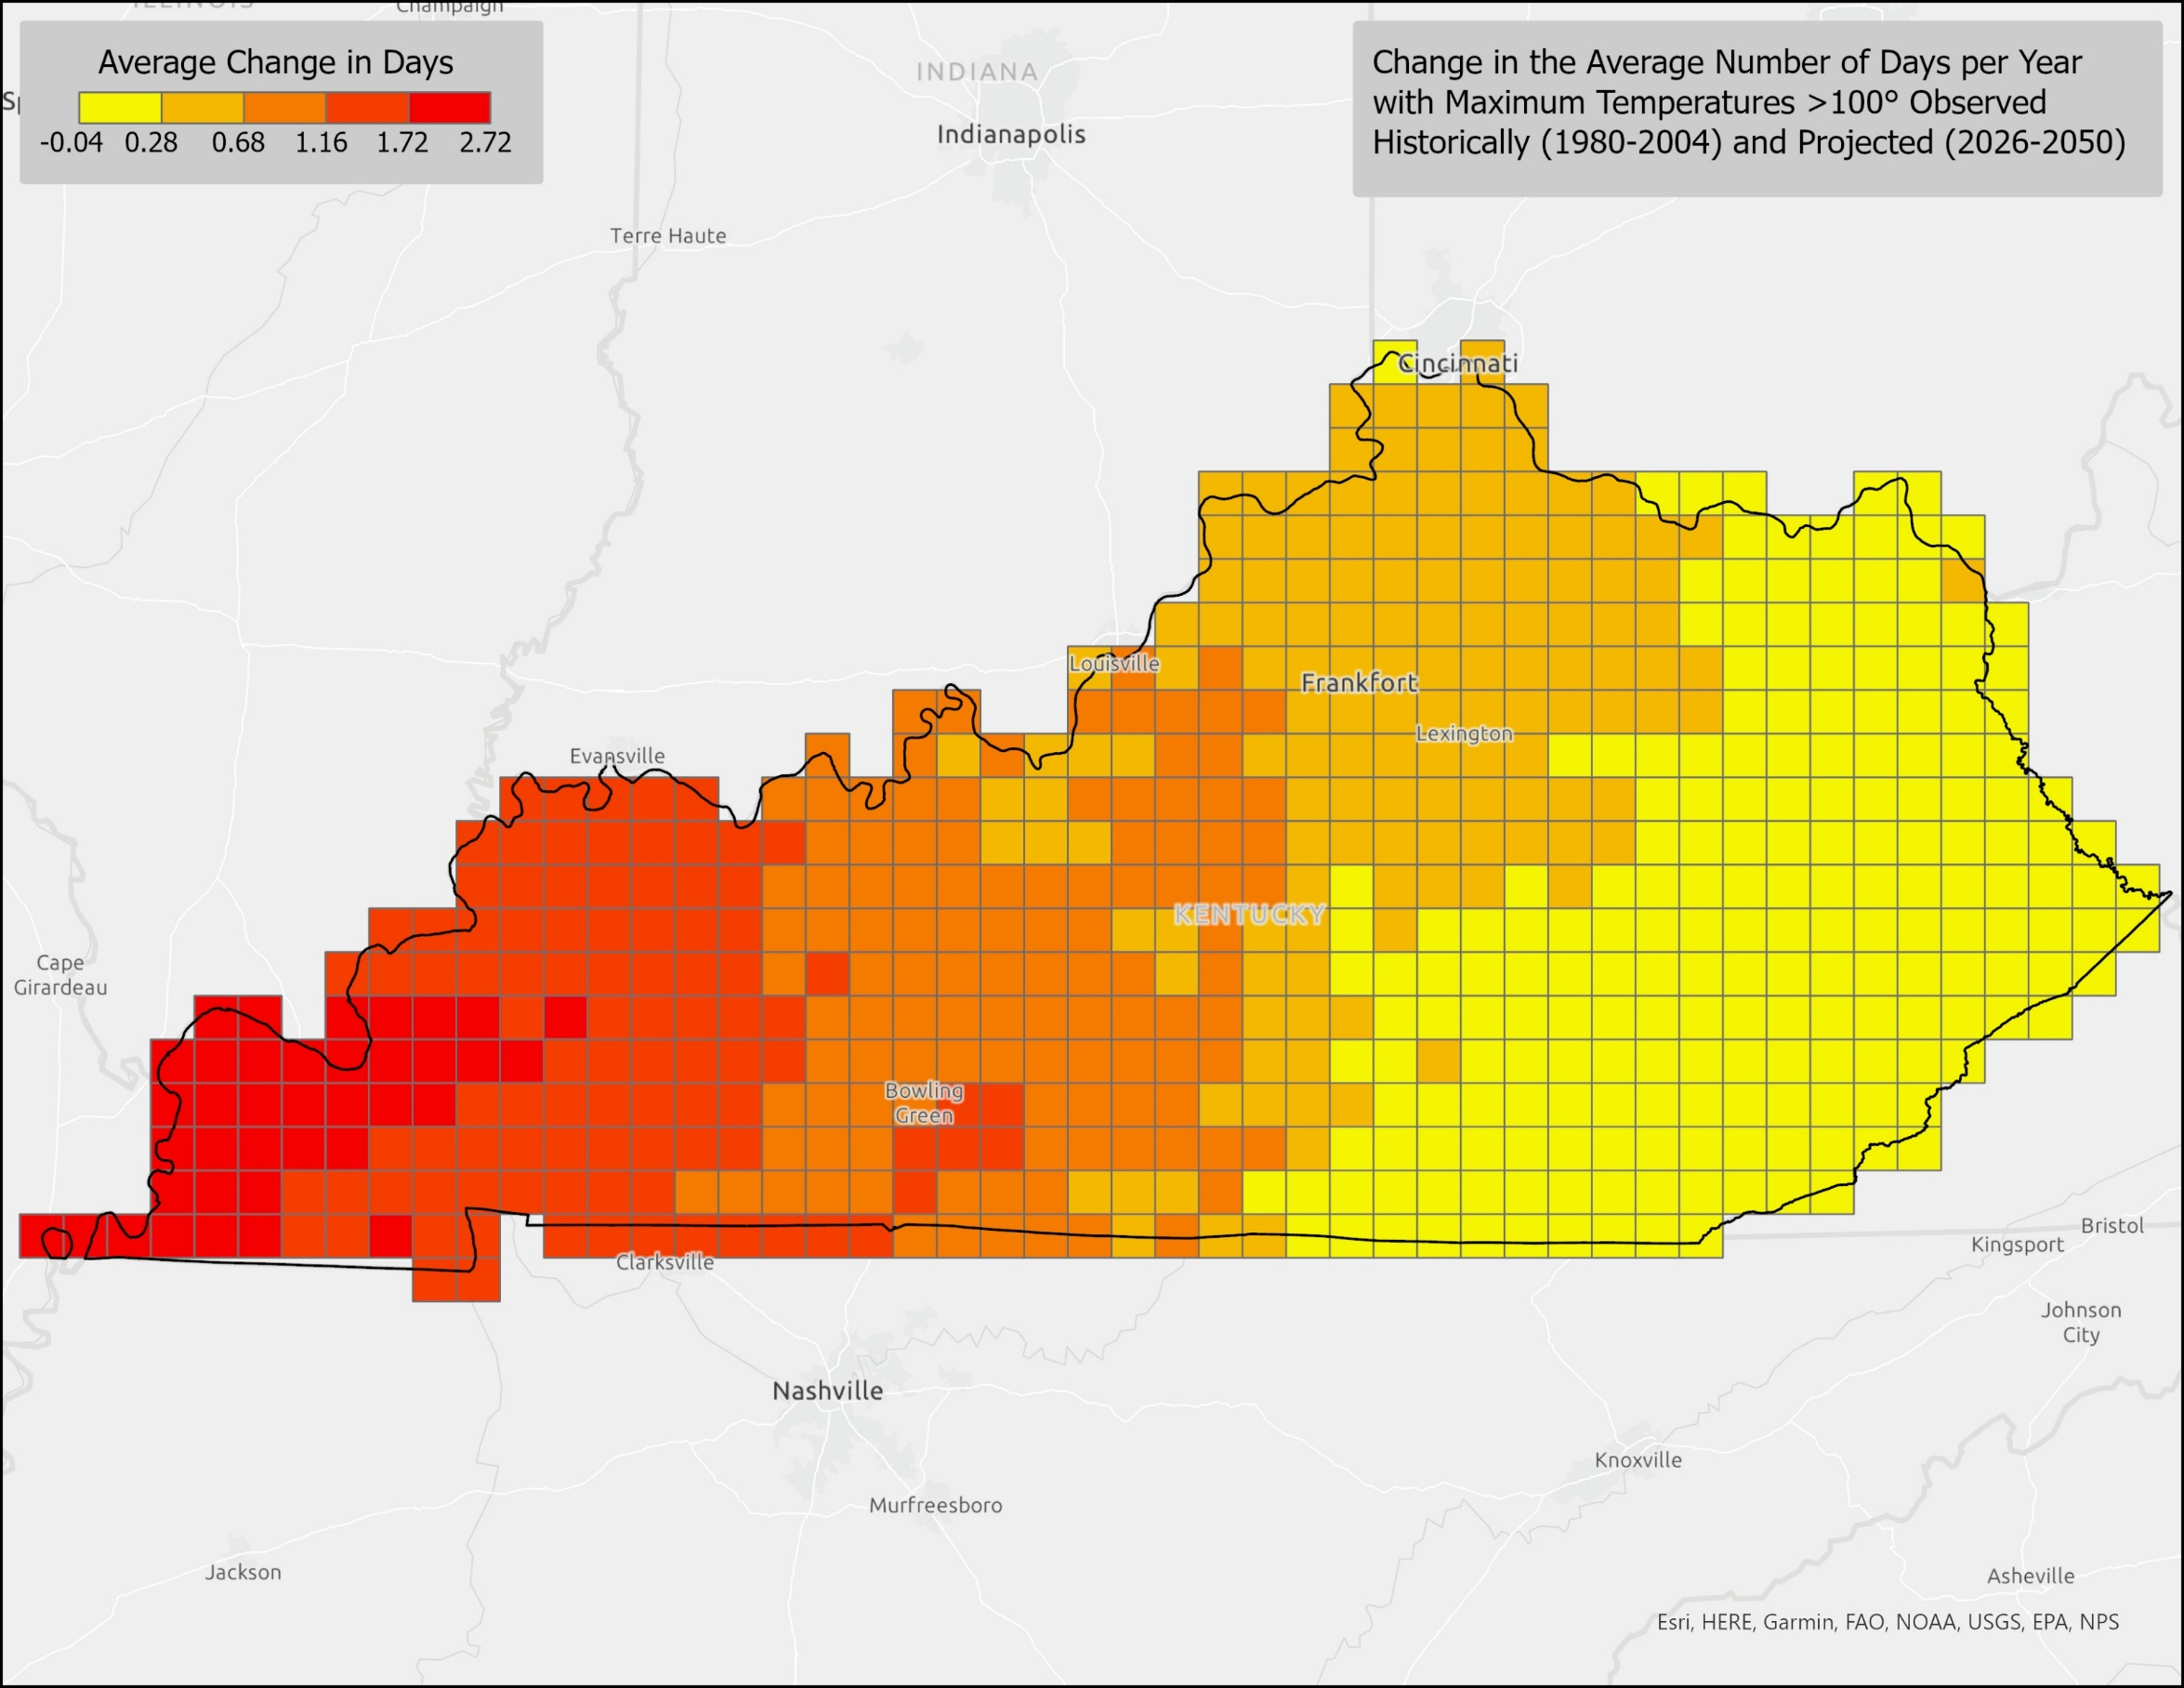 Champaign
Average Change in Days
-0.04 0.28 0.68 1.16 1.72 2.72
Change in the Average Number of Days per Year
with Maximum Temperatures >100° Observed
Historically (1980-2004) and Projected (2026-2050)
INDIANA
Indianapolis
Terre Haute
Cincinnati
Louisville
Frankfort
Lexington
Evansville
KENTUCKY
Cape
Girardeau
Bowling
Green
Clarksville
Bristol
Kingsport
Johnson
City
Nashville
Knoxville
Murfreesboro
Jackson
Asheville
Esri, HERE, Garmin, FAO, NOAA, USGS, EPA, NPS